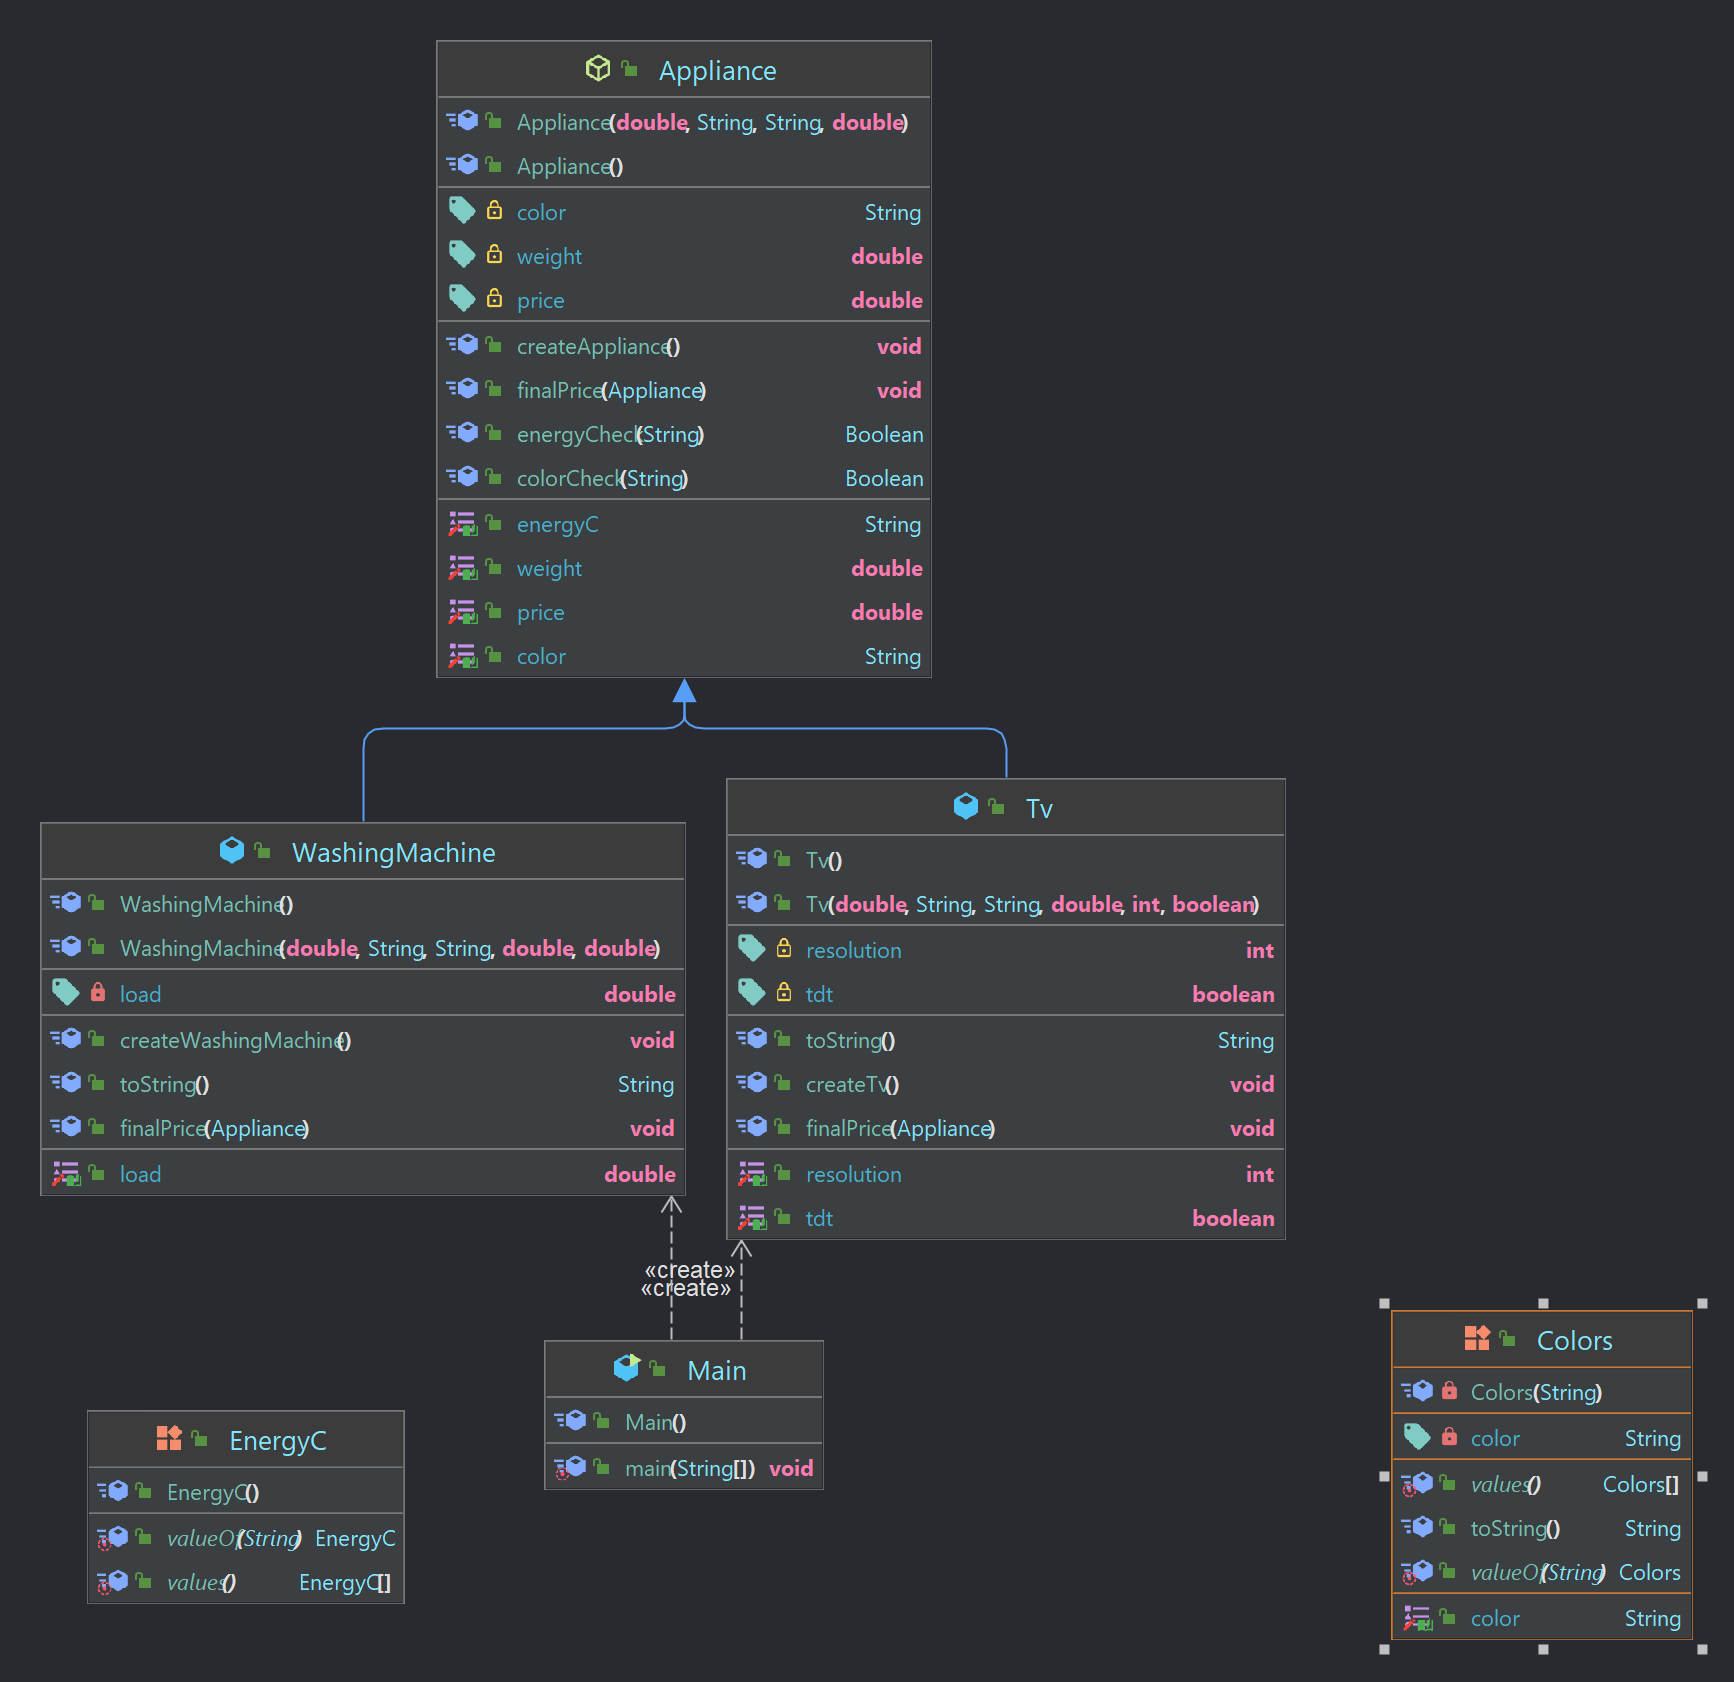 Appliance
Appliance(double, String, String, double)
Appliance()
color String
weight double
price double
createAppliance() void
finalPrice(Appliance) void
energyCheck(String) Boolean
colorCheck(String) Boolean
energyC String
weight double
price double
color String
WashingMachine
WashingMachine()
WashingMachine(double, String, String, double, double)
load double
createWashingMachine() void
toString() String
finalPrice(Appliance) void
load double
Tv
Tv()
Tv(double, String, String, double, int, boolean)
resolution int
tdt boolean
toString() String
createTv() void
finalPrice(Appliance) void
resolution int
tdt boolean
«create»
«create»
Main
Main()
main(String[]) void
EnergyC
EnergyC()
valueOf(String) EnergyC
values() EnergyC[]
Colors
Colors(String)
color String
values() Colors[]
toString() String
valueOf(String) Colors
color String